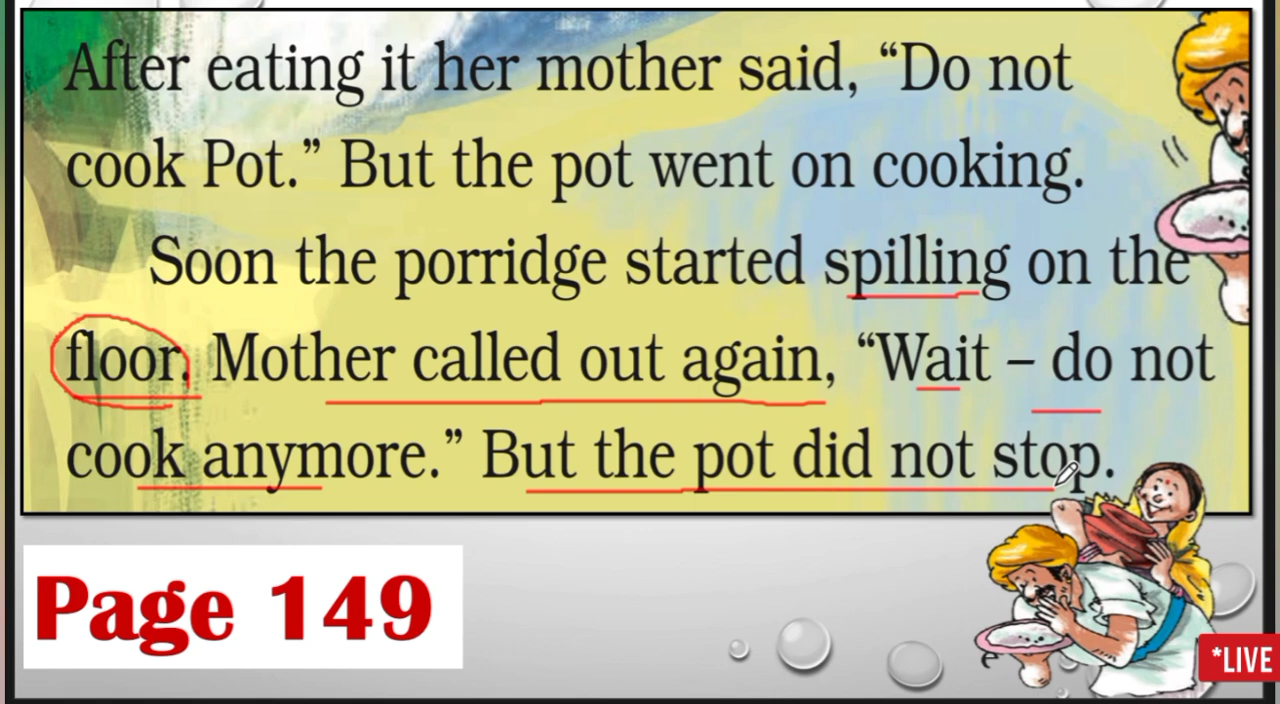 After eating it her mother said, “Do not
cook Pot.” But the pot went on cooking.
Soon the porridge started spilling on the
floor. Mother called out again, “Wait – do not
cook anymore.” But the pot did not stop.
Page 149
*LIVE